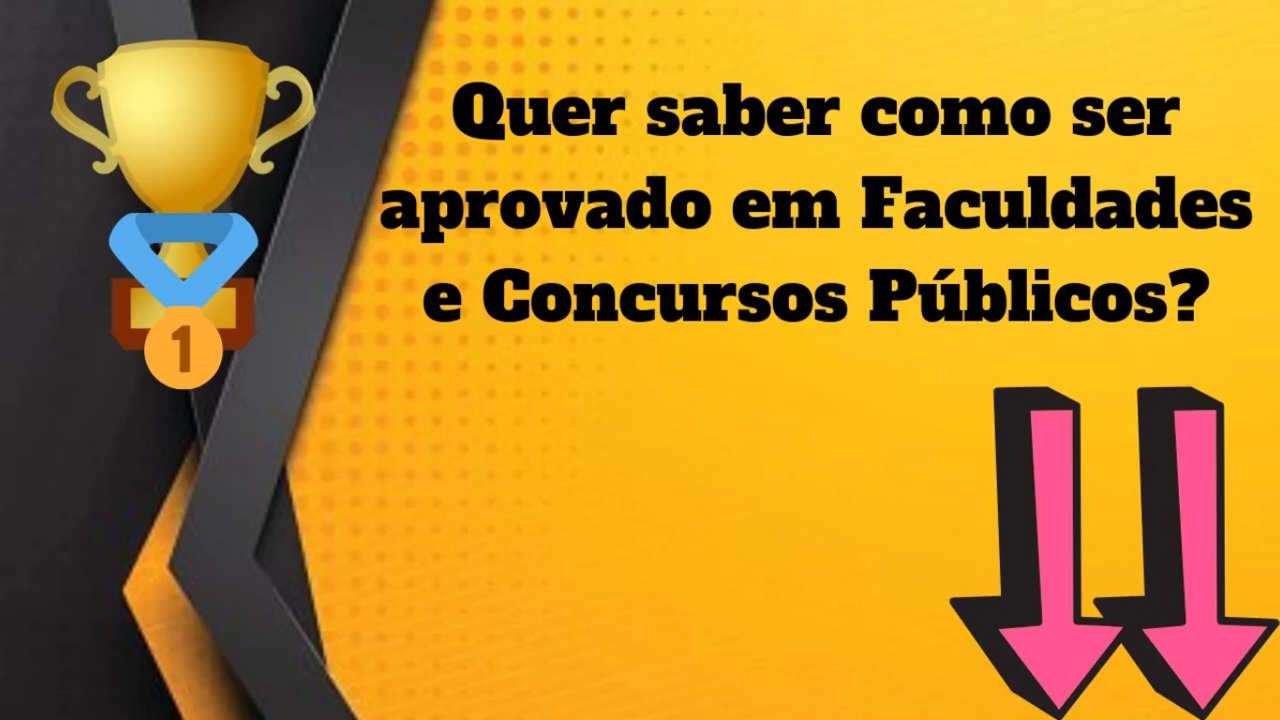 Quer saber como ser
aprovado em Faculdades
e Concursos Públicos?
1